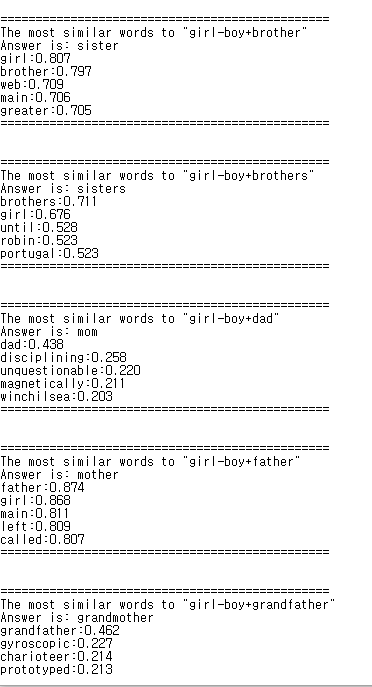 ===============================================
The most similar words to "girl-boy+brother"
Answer is: sister
girl:0.807
brother:0.797
web:0.709
main:0.706
greater:0.705
===============================================
===============================================
The most similar words to "girl-boy+brothers"
Answer is: sisters
brothers:0.711
girl:0.676
until:0.528
robin:0.523
portugal:0.523
===============================================
===============================================
The most similar words to "girl-boy+dad"
Answer is: mom
dad:0.438
disciplining:0.258
unquestionable:0.220
magnetically:0.211
winchilsea:0.203
===============================================
===============================================
The most similar words to "girl-boy+father"
Answer is: mother
father:0.874
girl:0.868
main:0.811
left:0.809
called:0.807
===============================================
===============================================
The most similar words to "girl-boy+grandfather"
Answer is: grandmother
grandfather:0.462
gyroscopic:0.227
charioteer:0.214
prototyped:0.213